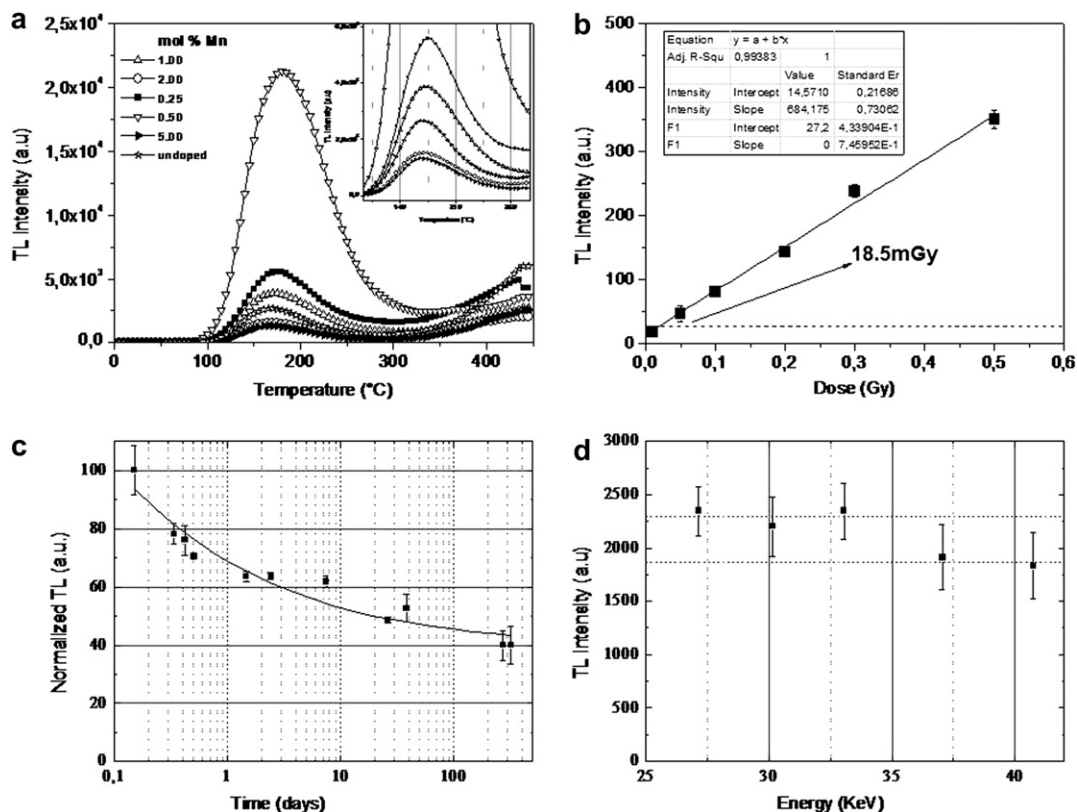 a
2,5x10⁴
2,0x10⁴
1,5x10⁴
1,0x10⁴
5,0x10³
0,0
TL Intensity (a.u.)
mol % Mn
1.00
2.00
0.25
0.50
5.00
undoped
TL Intensity (a.u)
Temperature (°C)
0 100 200 300 400
Temperature (°C)
b
500
400
300
200
100
0
TL Intensity (a.u.)
Equation y = a + b*x
Adj. R-Squ 0,99383 1
Value Standard Er
Intensity Intercept 14,5710 0,21686
Intensity Slope 684,175 0,73062
F1 Intercept 27,2 4,33904E-1
F1 Slope 0 7,45952E-1
18.5mGy
0,0 0,1 0,2 0,3 0,4 0,5 0,6
Dose (Gy)
c
100
80
60
40
20
0
Normalized TL (a.u.)
0,1 1 10 100
Time (days)
d
3000
2500
2000
1500
1000
500
0
TL Intensity (a.u)
25 30 35 40
Energy (KeV)